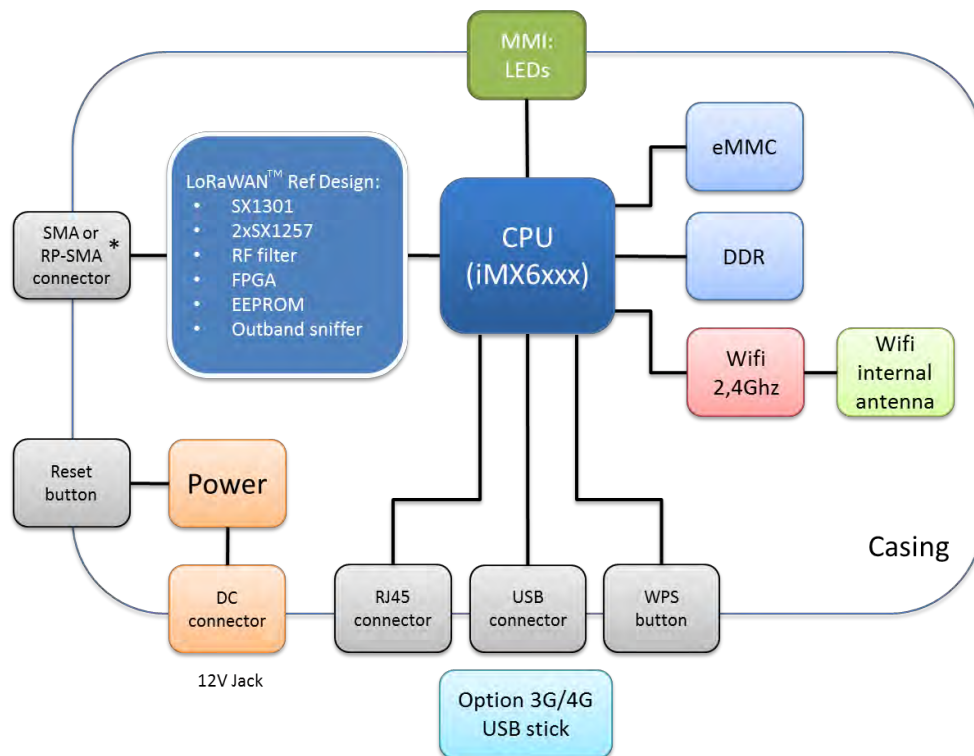 MMI:
LEDs
eMMC
LoRaWAN™ Ref Design:
• SX1301
• 2xSX1257
• RF filter
• FPGA
• EEPROM
• Outband sniffer
CPU
(iMX6xxx)
SMA or
RP-SMA *
connector
DDR
Wifi
2,4Ghz
Wifi
internal
antenna
Reset
button
Power
Casing
DC
connector
RJ45
connector
USB
connector
WPS
button
12V Jack
Option 3G/4G
USB stick